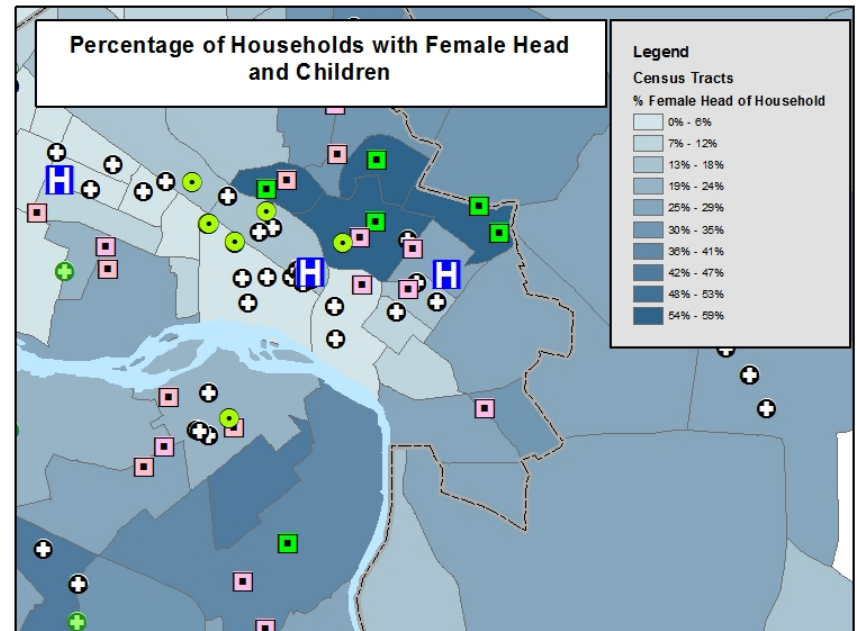 Percentage of Households with Female Head
and Children
Legend
Census Tracts
% Female Head of Household
0% - 6%
7% - 12%
13% - 18%
19% - 24%
25% - 29%
30% - 35%
36% - 41%
42% - 47%
48% - 53%
54% - 59%
H
H
H